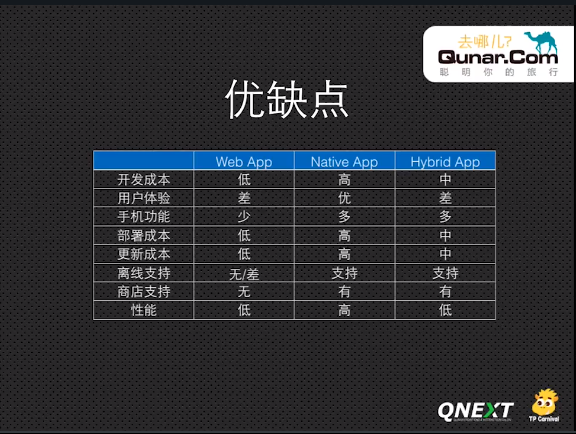 去哪儿?
Qunar.Com
聪明你的旅行
优缺点
Web App Native App Hybrid App
开发成本 低 高 中
用户体验 差 优 差
手机功能 少 多 多
部署成本 低 高 中
更新成本 低 高 中
离线支持 无/差 支持 支持
商店支持 无 有 有
性能 低 高 低
QNEXT
TP Carnival